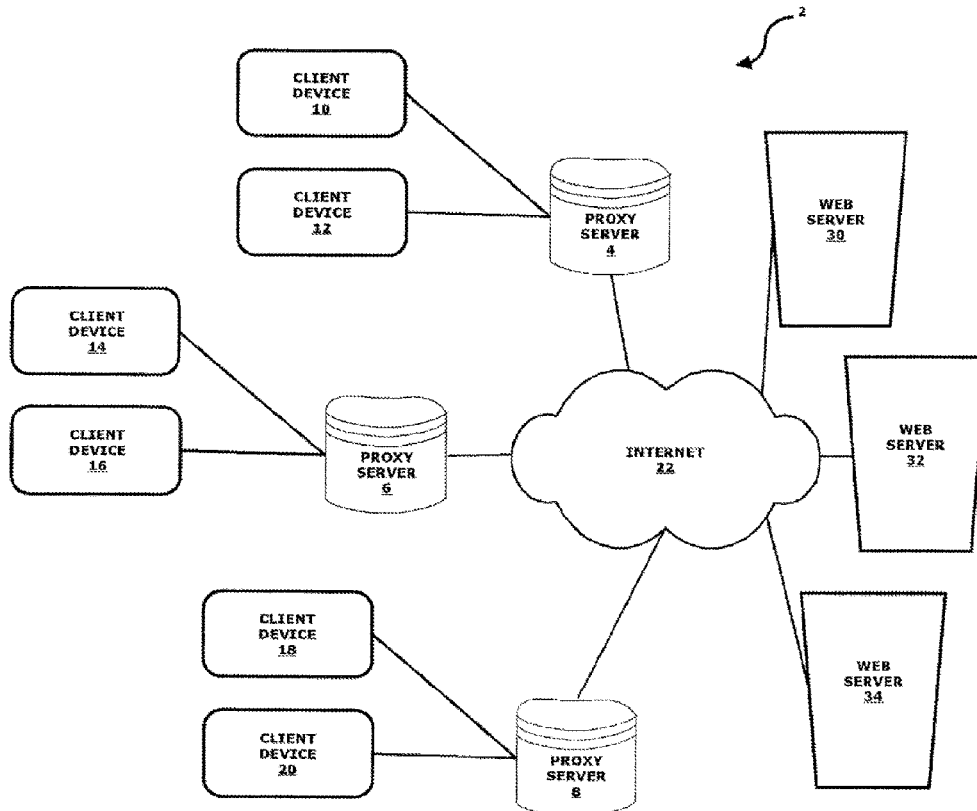 2
CLIENT
DEVICE
10
CLIENT
DEVICE
12
PROXY
SERVER
4
WEB
SERVER
30
CLIENT
DEVICE
14
CLIENT
DEVICE
16
PROXY
SERVER
6
INTERNET
22
WEB
SERVER
32
CLIENT
DEVICE
18
CLIENT
DEVICE
20
PROXY
SERVER
8
WEB
SERVER
34